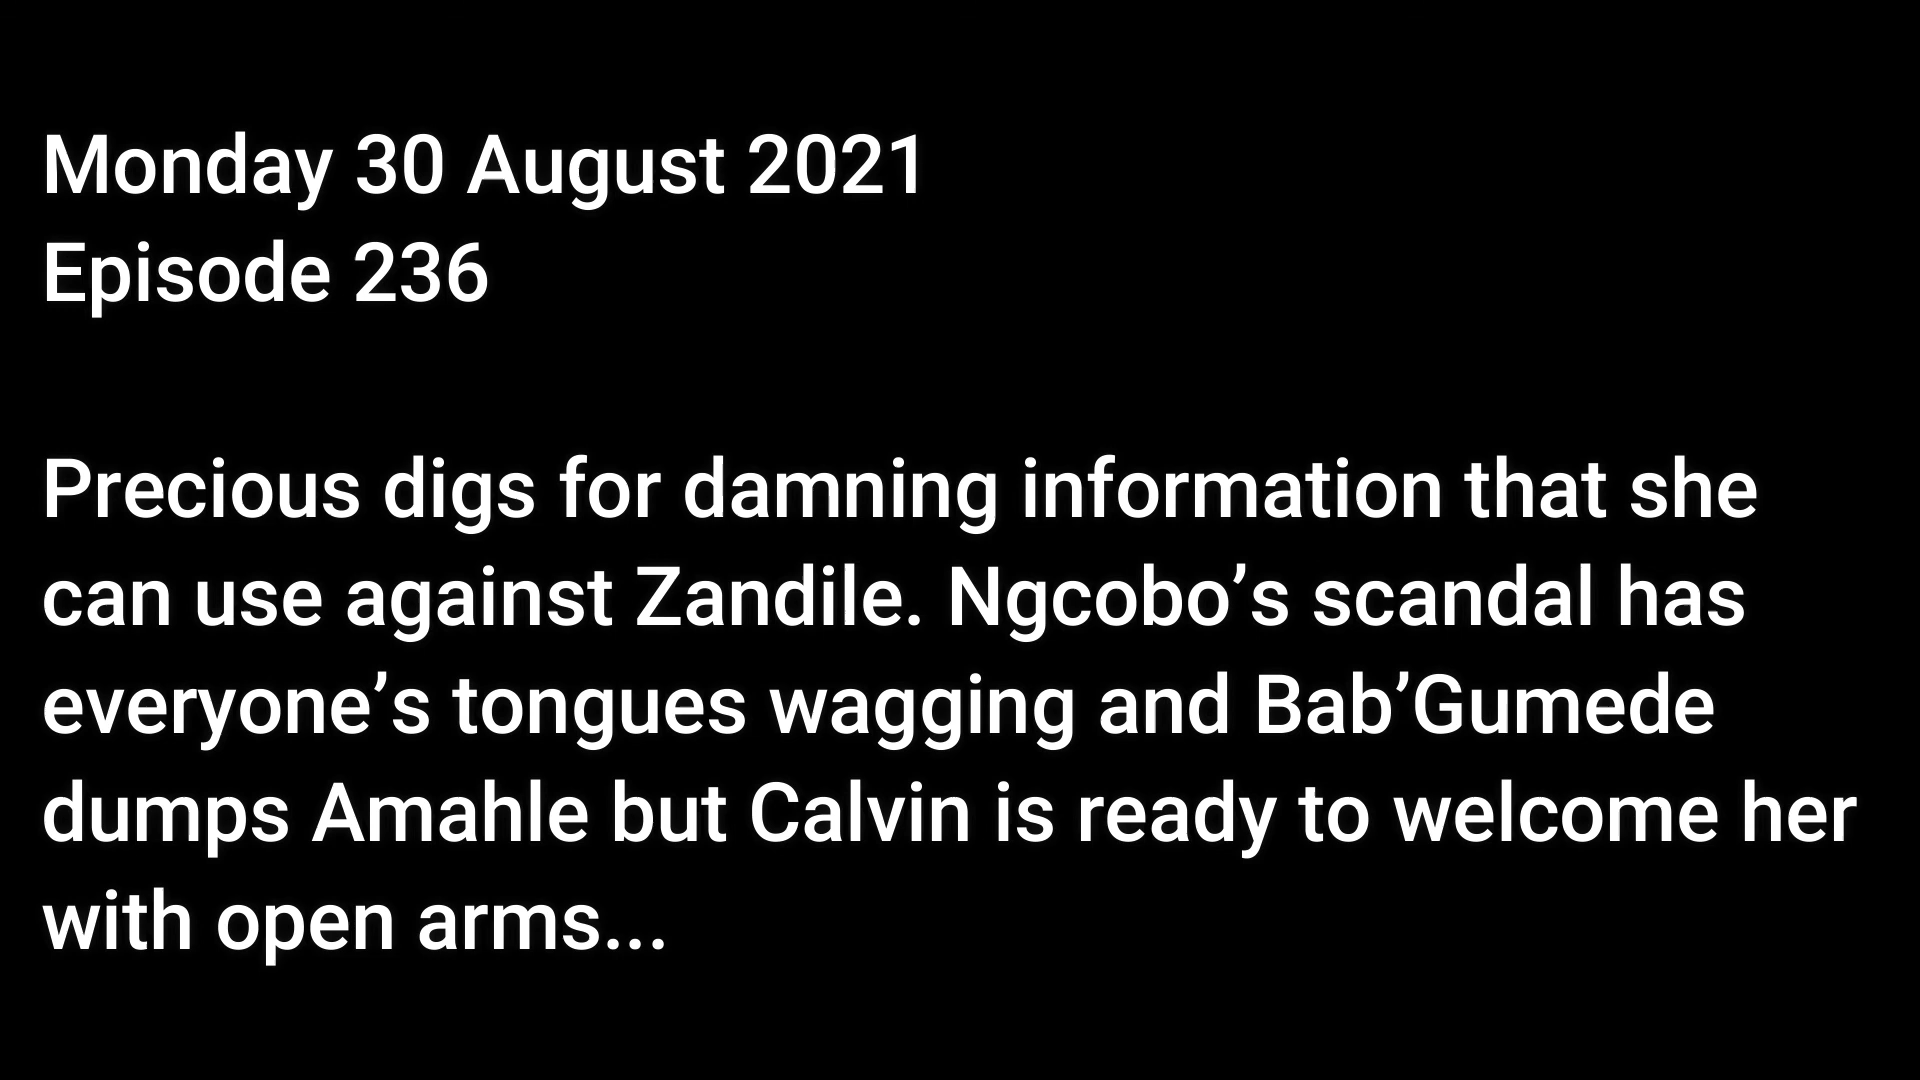 Monday 30 August 2021
Episode 236
Precious digs for damning information that she
can use against Zandile. Ngcobo’s scandal has
everyone’s tongues wagging and Bab’Gumede
dumps Amahle but Calvin is ready to welcome her
with open arms...